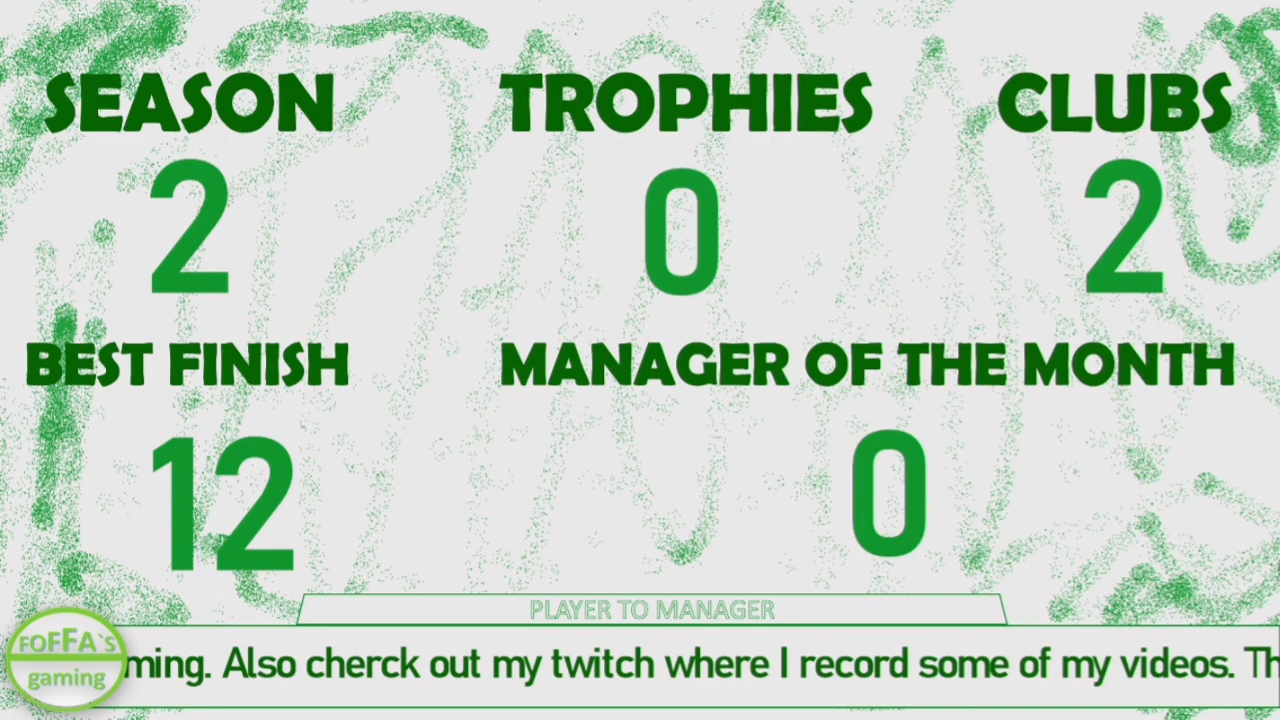 SEASON TROPHIES CLUBS
2 0 2
BEST FINISH MANAGER OF THE MONTH
12 0
PLAYER TO MANAGER
FOFFA`S
gaming
ming. Also cherck out my twitch where I record some of my videos. Th